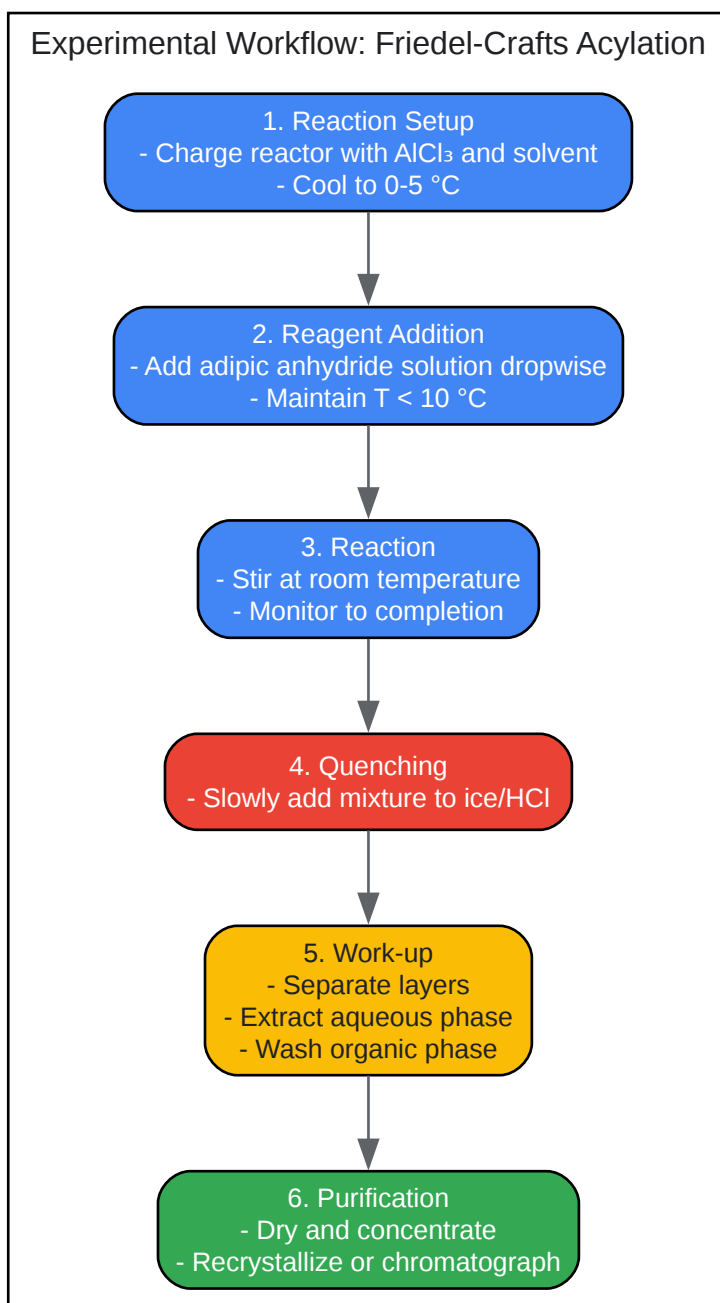 Experimental Workflow: Friedel-Crafts Acylation
1. Reaction Setup
- Charge reactor with AlCl₃ and solvent
- Cool to 0-5 °C
2. Reagent Addition
- Add adipic anhydride solution dropwise
- Maintain T < 10 °C
3. Reaction
- Stir at room temperature
- Monitor to completion
4. Quenching
- Slowly add mixture to ice/HCl
5. Work-up
- Separate layers
- Extract aqueous phase
- Wash organic phase
6. Purification
- Dry and concentrate
- Recrystallize or chromatograph